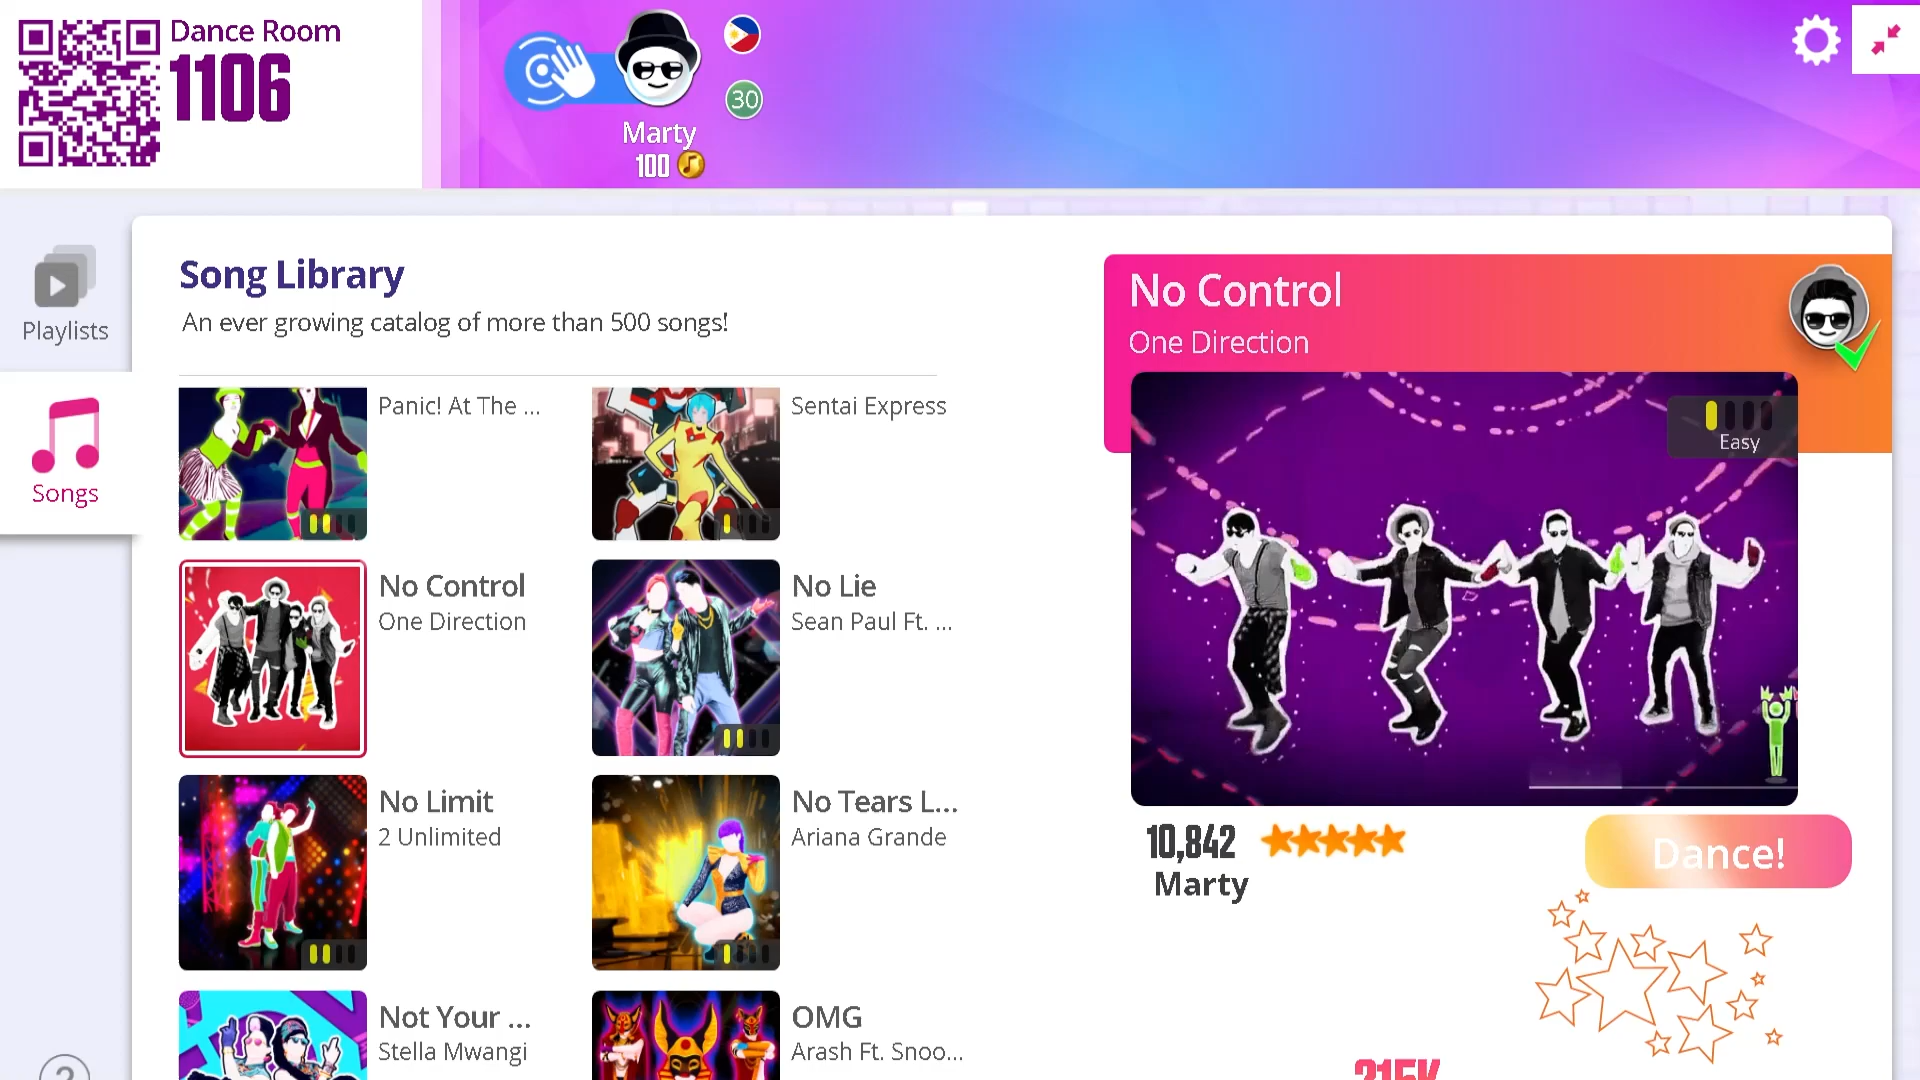 Dance Room
1106
Marty
100
30
Playlists
Songs
Song Library
An ever growing catalog of more than 500 songs!
Panic! At The ...
Sentai Express
No Control
One Direction
No Lie
Sean Paul Ft. ...
No Limit
2 Unlimited
No Tears L...
Ariana Grande
Not Your ...
Stella Mwangi
OMG
Arash Ft. Snoo...
No Control
One Direction
Easy
10,842
Marty
Dance!
315K
?